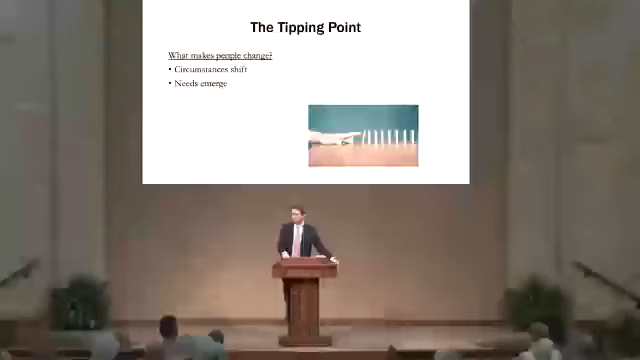 The Tipping Point
What makes people change?
• Circumstances shift
• Needs emerge